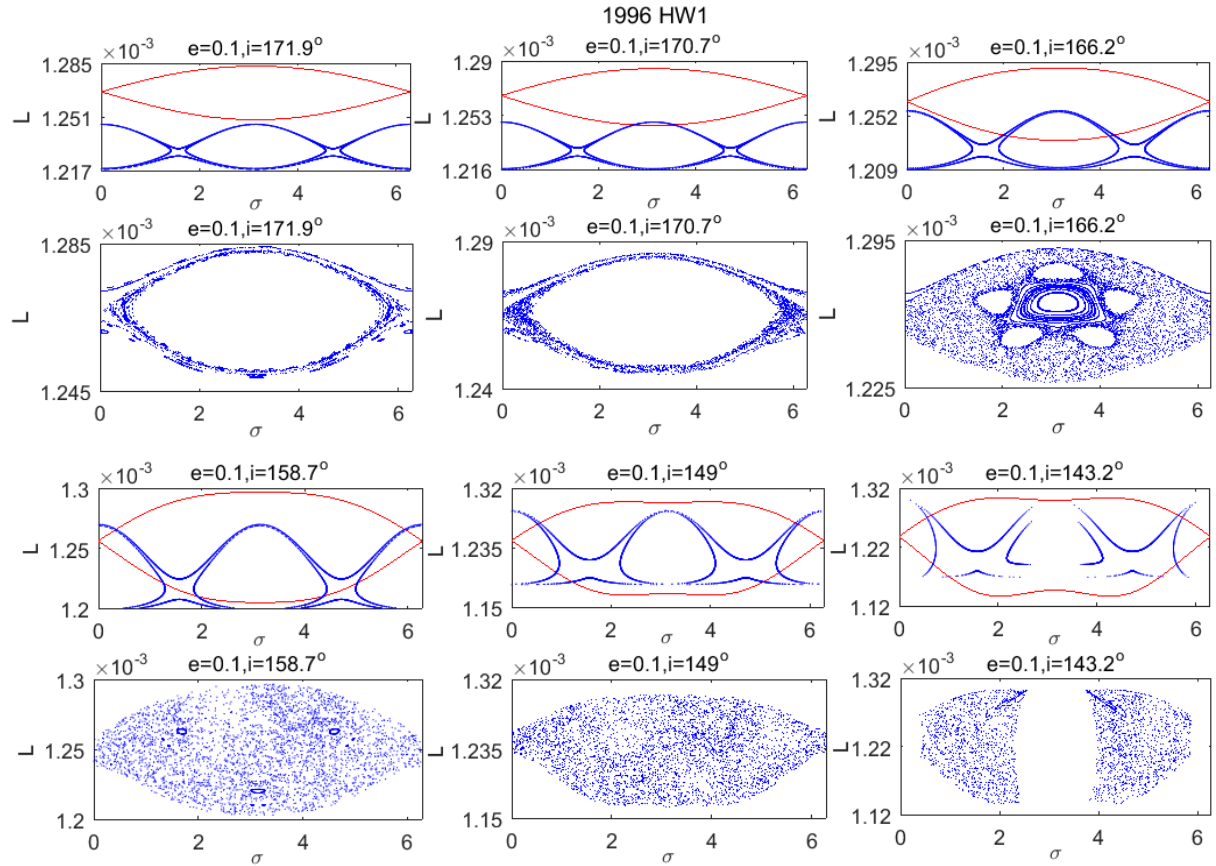 1996 HW1
×10⁻³ e=0.1,i=171.9°
1.285
1.251
1.217
L
0 2 4 6
σ
×10⁻³ e=0.1,i=170.7°
1.29
1.253
1.216
L
0 2 4 6
σ
×10⁻³ e=0.1,i=166.2°
1.295
1.252
1.209
L
0 2 4 6
σ
×10⁻³ e=0.1,i=171.9°
1.285
1.245
L
0 2 4 6
σ
×10⁻³ e=0.1,i=170.7°
1.29
1.24
L
0 2 4 6
σ
×10⁻³ e=0.1,i=166.2°
1.295
1.225
L
0 2 4 6
σ
×10⁻³ e=0.1,i=158.7°
1.3
1.25
1.2
L
0 2 4 6
σ
×10⁻³ e=0.1,i=149°
1.32
1.235
1.15
L
0 2 4 6
σ
×10⁻³ e=0.1,i=143.2°
1.32
1.22
1.12
L
0 2 4 6
σ
×10⁻³ e=0.1,i=158.7°
1.3
1.25
1.2
L
0 2 4 6
σ
×10⁻³ e=0.1,i=149°
1.32
1.235
1.15
L
0 2 4 6
σ
×10⁻³ e=0.1,i=143.2°
1.32
1.22
1.12
L
0 2 4 6
σ